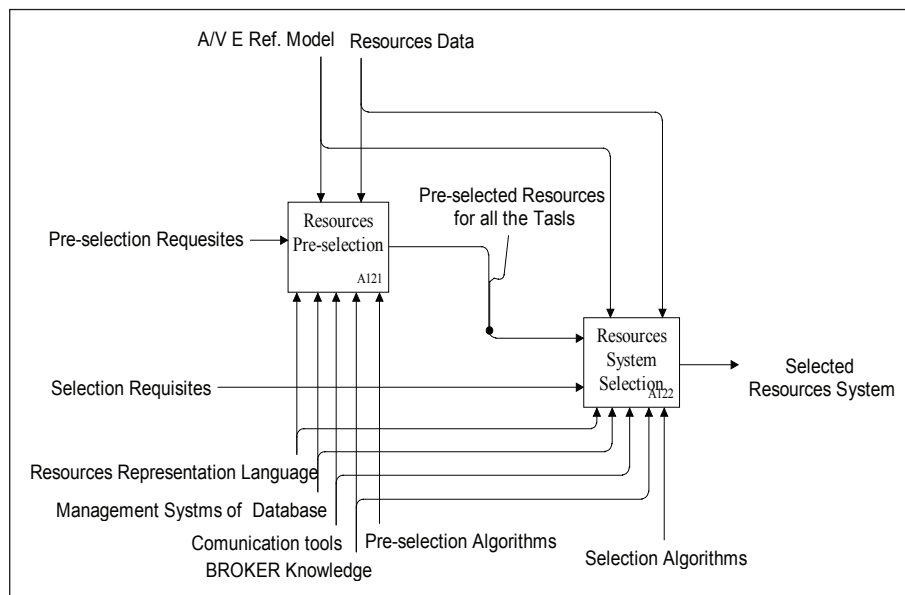 A/V E Ref. Model
Resources Data
Resources
Pre-selection
A121
Pre-selected Resources
for all the Tasls
Pre-selection Requesites
Resources
System
Selection
A122
Selected
Resources System
Selection Requisites
Resources Representation Language
Management Systms of Database
Comunication tools
Pre-selection Algorithms
BROKER Knowledge
Selection Algorithms